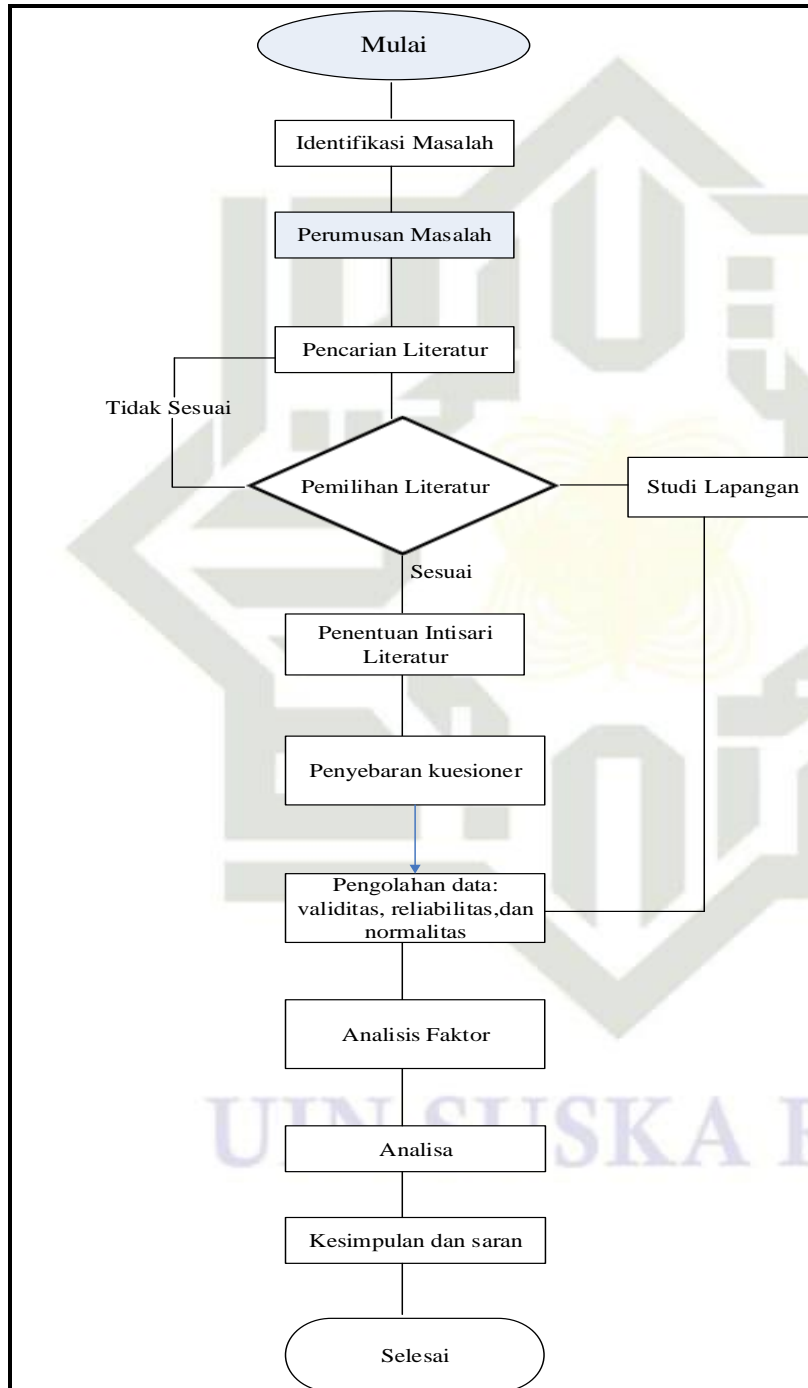 Mulai
Identifikasi Masalah
Perumusan Masalah
Pencarian Literatur
Tidak Sesuai
Pemilihan Literatur
Studi Lapangan
Sesuai
Penentuan Intisari
Literatur
Penyebaran kuesioner
Pengolahan data:
validitas, reliabilitas,dan
normalitas
Analisis Faktor
UIN SUSKA R
Analisa
Kesimpulan dan saran
Selesai